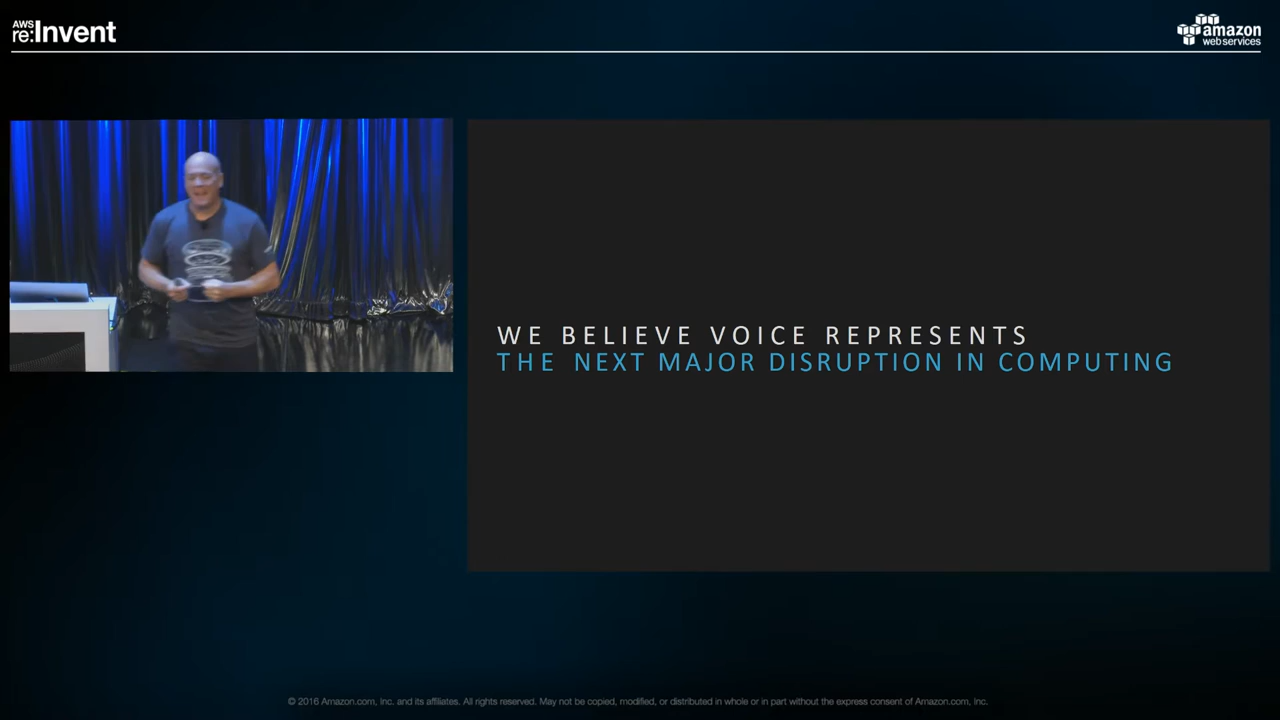 AWS
re:Invent
amazon
web services
WE BELIEVE VOICE REPRESENTS
THE NEXT MAJOR DISRUPTION IN COMPUTING
© 2016 Amazon.com, Inc. and its affiliates. All rights reserved. May not be copied, modified, or distributed in whole or in part without the express consent of Amazon.com, Inc.